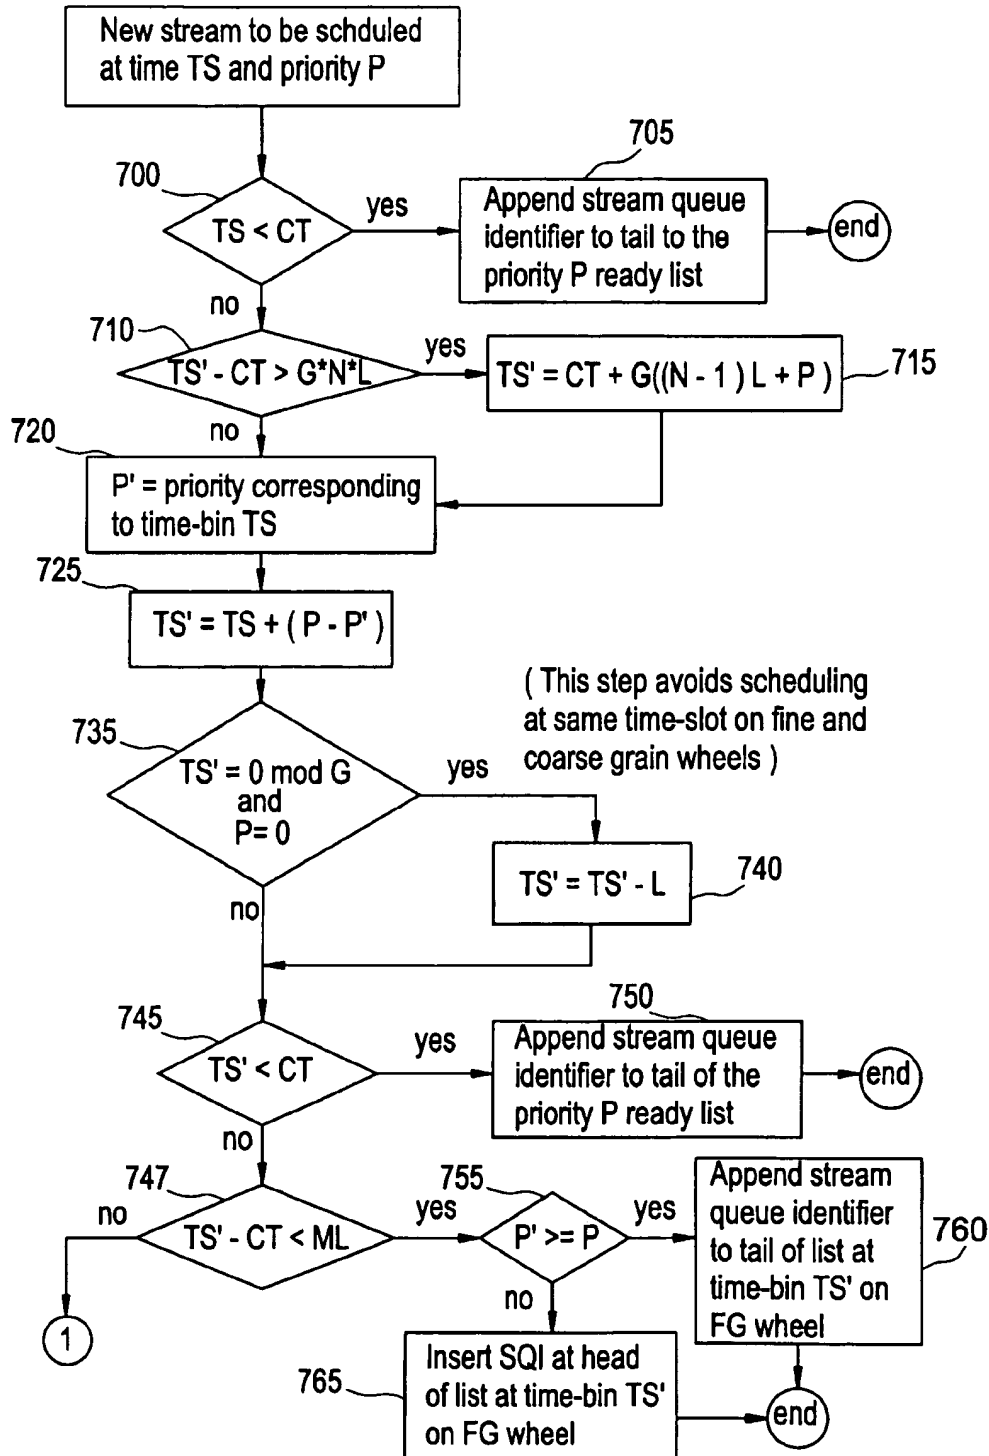 New stream to be schduled
at time TS and priority P
700
TS < CT
yes
no
705
Append stream queue
identifier to tail to the
priority P ready list
end
710
TS' - CT > G*N*L
yes
no
TS' = CT + G((N - 1) L + P )
715
720
P' = priority corresponding
to time-bin TS
725
TS' = TS + ( P - P' )
( This step avoids scheduling
at same time-slot on fine and
coarse grain wheels )
735
TS' = 0 mod G
and
P= 0
yes
no
TS' = TS' - L
740
745
TS' < CT
yes
no
750
Append stream queue
identifier to tail of the
priority P ready list
end
747
TS' - CT < ML
no
yes
1
755
P' >= P
yes
no
Append stream
queue identifier
to tail of list at
time-bin TS' on
FG wheel
760
765
Insert SQI at head
of list at time-bin TS'
on FG wheel
end